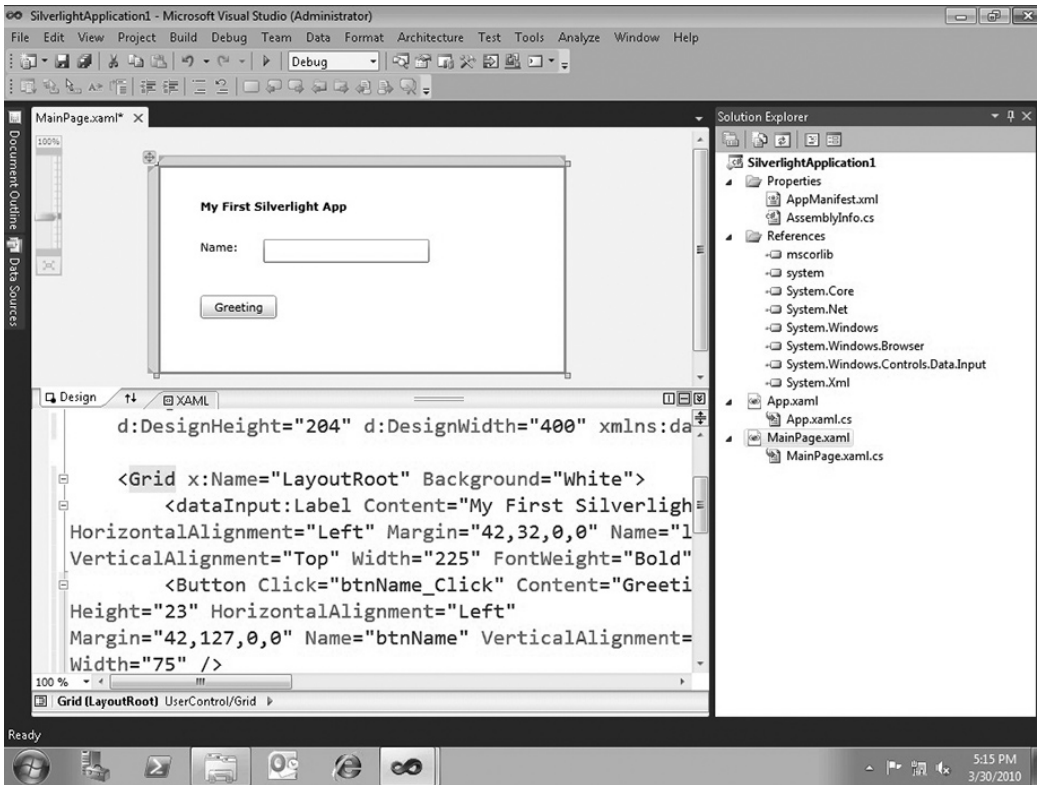 SilverlightApplication1 - Microsoft Visual Studio (Administrator)
File Edit View Project Build Debug Team Data Format Architecture Test Tools Analyze Window Help
Debug
MainPage.xaml*
Document Outline
Data Sources
100%
My First Silverlight App
Name:
Greeting
Design
XAML
d:DesignHeight="204" d:DesignWidth="400" xmlns:da
<Grid x:Name="LayoutRoot" Background="White">
<dataInput:Label Content="My First Silverligh
HorizontalAlignment="Left" Margin="42,32,0,0" Name="l
VerticalAlignment="Top" Width="225" FontWeight="Bold"
<Button Click="btnName_Click" Content="Greeti
Height="23" HorizontalAlignment="Left"
Margin="42,127,0,0" Name="btnName" VerticalAlignment=
Width="75" />
100 %
Grid (LayoutRoot) UserControl/Grid
Solution Explorer
SilverlightApplication1
Properties
AppManifest.xml
AssemblyInfo.cs
References
mscorlib
system
System.Core
System.Net
System.Windows
System.Windows.Browser
System.Windows.Controls.Data.Input
System.Xml
App.xaml
App.xaml.cs
MainPage.xaml
MainPage.xaml.cs
Ready
5:15 PM
3/30/2010